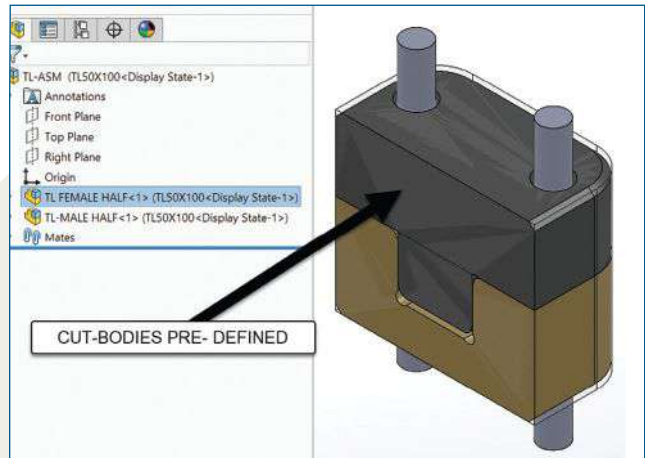 TL-ASM (TL50X100<Display State-1>)
Annotations
Front Plane
Top Plane
Right Plane
Origin
TL FEMALE HALF<1> (TL50X100<Display State-1>)
TL-MALE HALF<1> (TL50X100<Display State-1>)
Mates
CUT-BODIES PRE- DEFINED